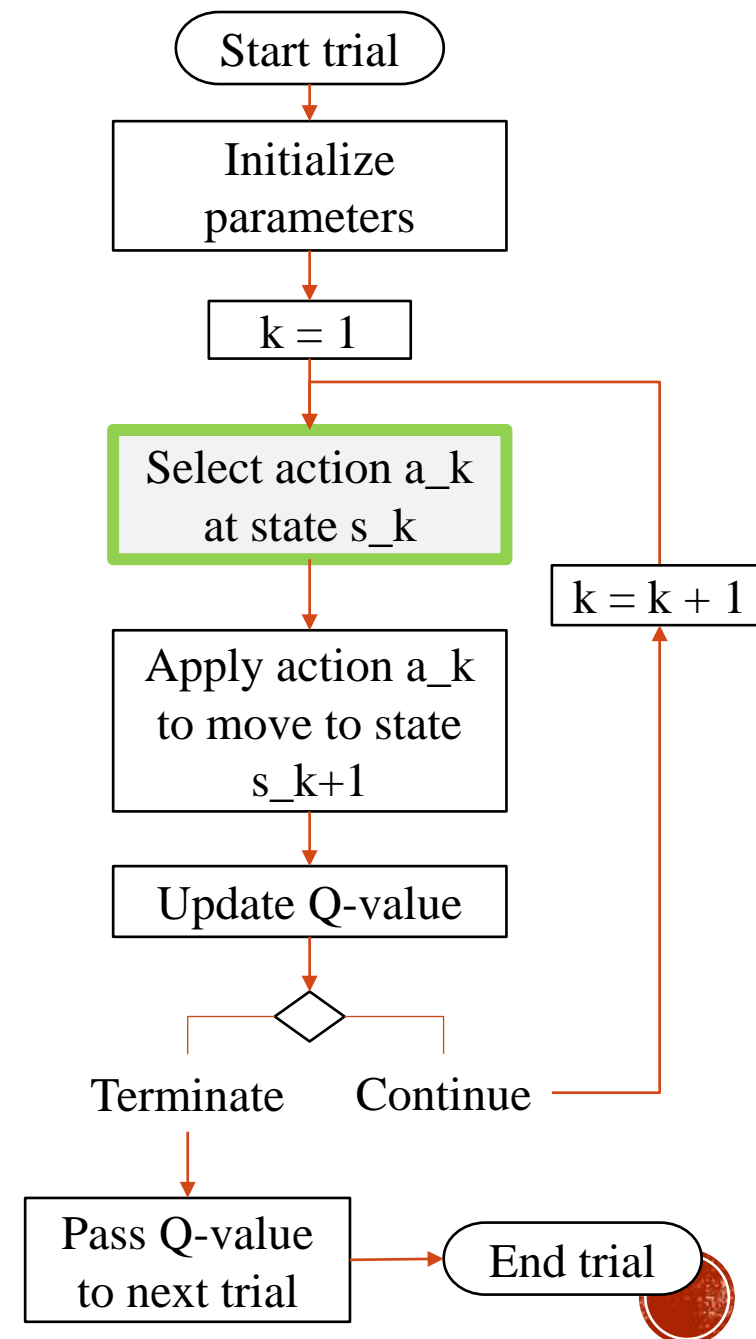 Start trial
Initialize
parameters
k = 1
Select action a_k
at state s_k
k = k + 1
Apply action a_k
to move to state
s_k+1
Update Q-value
Terminate
Continue
Pass Q-value
to next trial
End trial